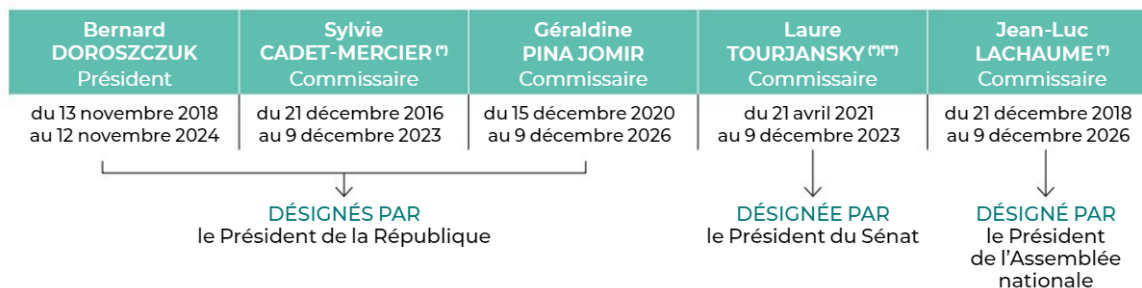 Bernard
DOROSZCZUK
Président
du 13 novembre 2018
au 12 novembre 2024
Sylvie
CADET-MERCIER (*)
Commissaire
du 21 décembre 2016
au 9 décembre 2023
Géraldine
PINA JOMIR
Commissaire
du 15 décembre 2020
au 9 décembre 2026
Laure
TOURJANSKY (*)(**)
Commissaire
du 21 avril 2021
au 9 décembre 2023
Jean-Luc
LACHAUME (*)
Commissaire
du 21 décembre 2018
au 9 décembre 2026
DÉSIGNÉS PAR
le Président de la République
DÉSIGNÉE PAR
le Président du Sénat
DÉSIGNÉ PAR
le Président
de l’Assemblée
nationale